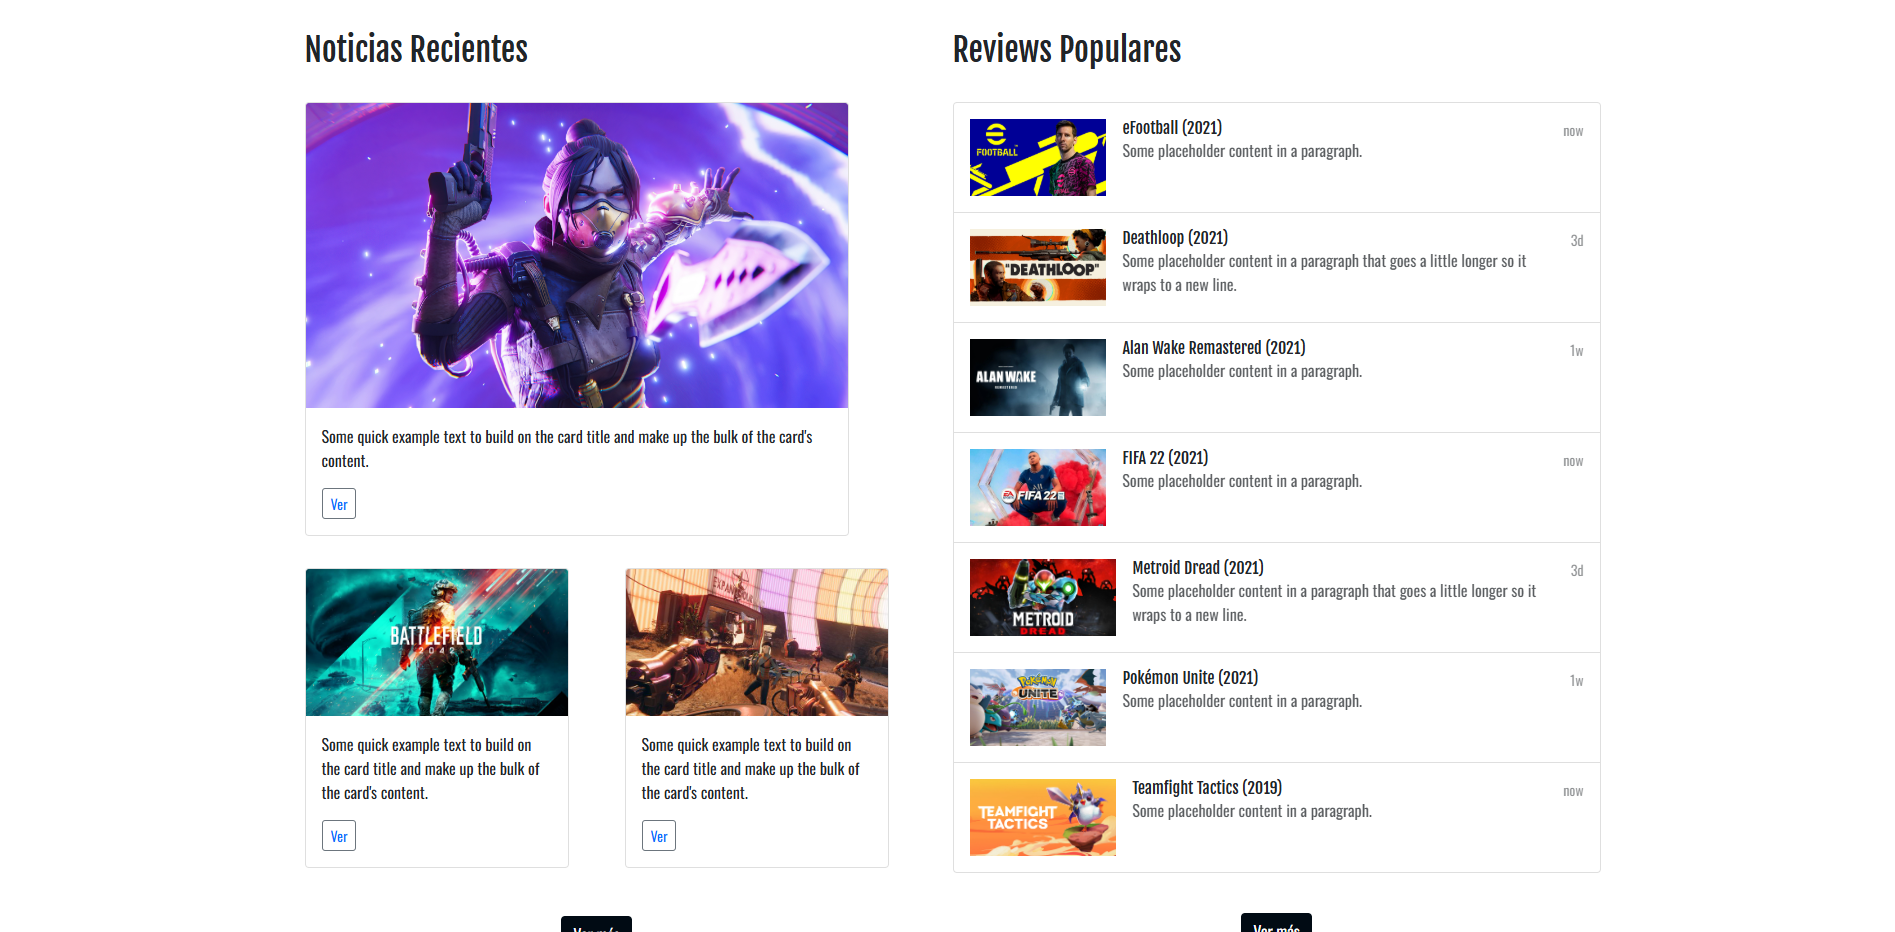 Noticias Recientes
Some quick example text to build on the card title and make up the bulk of the card's
content.
Ver
EXPANSION
BATTLEFIELD
2042
Some quick example text to build on
the card title and make up the bulk of
the card's content.
Ver
Some quick example text to build on
the card title and make up the bulk of
the card's content.
Ver
Reviews Populares
FOOTBALL
eFootball (2021)
now
Some placeholder content in a paragraph.
"DEATHLOOP"
Deathloop (2021)
3d
Some placeholder content in a paragraph that goes a little longer so it
wraps to a new line.
ALAN WAKE
REMASTERED
Alan Wake Remastered (2021)
1w
Some placeholder content in a paragraph.
EA
FIFA 22
FIFA 22 (2021)
now
Some placeholder content in a paragraph.
METROID
DREAD
Metroid Dread (2021)
3d
Some placeholder content in a paragraph that goes a little longer so it
wraps to a new line.
POKÉMON
UNITE
Pokémon Unite (2021)
1w
Some placeholder content in a paragraph.
TEAMFIGHT
TACTICS
Teamfight Tactics (2019)
now
Some placeholder content in a paragraph.
Ver más
Ver más